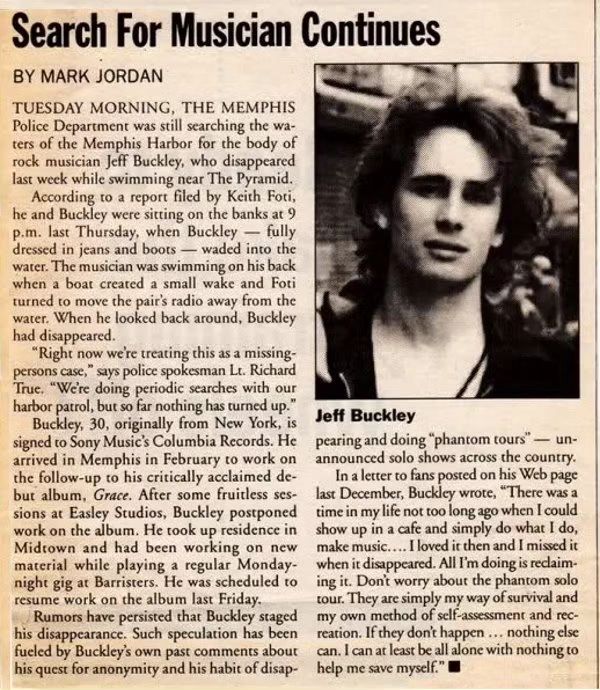 Search For Musician Continues
BY MARK JORDAN
TUESDAY MORNING, THE MEMPHIS
Police Department was still searching the wa-
ters of the Memphis Harbor for the body of
rock musician Jeff Buckley, who disappeared
last week while swimming near The Pyramid.
According to a report filed by Keith Foti,
he and Buckley were sitting on the banks at 9
p.m. last Thursday, when Buckley — fully
dressed in jeans and boots — waded into the
water. The musician was swimming on his back
when a boat created a small wake and Foti
turned to move the pair's radio away from the
water. When he looked back around, Buckley
had disappeared.
"Right now we're treating this as a missing-
persons case," says police spokesman Lt. Richard
True. "We're doing periodic searches with our
harbor patrol, but so far nothing has turned up."
Buckley, 30, originally from New York, is
signed to Sony Music's Columbia Records. He
arrived in Memphis in February to work on
the follow-up to his critically acclaimed de-
but album, Grace. After some fruitless ses-
sions at Easley Studios, Buckley postponed
work on the album. He took up residence in
Midtown and had been working on new
material while playing a regular Monday-
night gig at Barristers. He was scheduled to
resume work on the album last Friday.
Rumors have persisted that Buckley staged
his disappearance. Such speculation has been
fueled by Buckley's own past comments about
his quest for anonymity and his habit of disap-
Jeff Buckley
pearing and doing "phantom tours" — un-
announced solo shows across the country.
In a letter to fans posted on his Web page
last December, Buckley wrote, "There was a
time in my life not too long ago when I could
show up in a cafe and simply do what I do,
make music.... I loved it then and I missed it
when it disappeared. All I'm doing is reclaim-
ing it. Don't worry about the phantom solo
tour. They are simply my way of survival and
my own method of self-assessment and rec-
reation. If they don't happen ... nothing else
can. I can at least be all alone with nothing to
help me save myself." ■